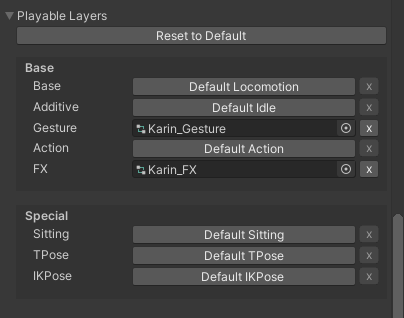 Playable Layers
Reset to Default
Base
Base Default Locomotion x
Additive Default Idle x
Gesture Karin_Gesture x
Action Default Action x
FX Karin_FX x
Special
Sitting Default Sitting x
TPose Default TPose x
IKPose Default IKPose x